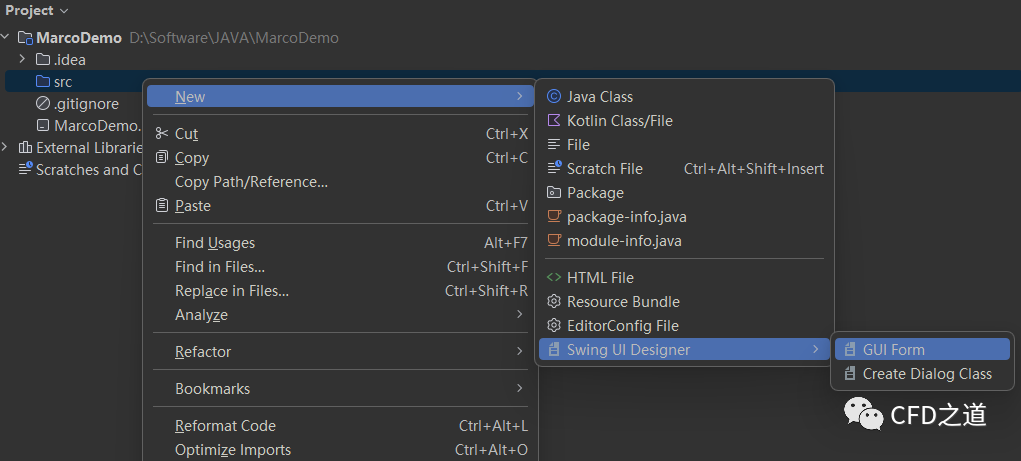 Project
MarcoDemo D:\Software\JAVA\MarcoDemo
.idea
src
.gitignore
MarcoDemo.
External Librarie
Scratches and C
New
Cut Ctrl+X
Copy Ctrl+C
Copy Path/Reference...
Paste Ctrl+V
Find Usages Alt+F7
Find in Files... Ctrl+Shift+F
Replace in Files... Ctrl+Shift+R
Analyze
Refactor
Bookmarks
Reformat Code Ctrl+Alt+L
Optimize Imports Ctrl+Alt+O
Java Class
Kotlin Class/File
File
Scratch File Ctrl+Alt+Shift+Insert
Package
package-info.java
module-info.java
HTML File
Resource Bundle
EditorConfig File
Swing UI Designer
GUI Form
Create Dialog Class
CFD之道